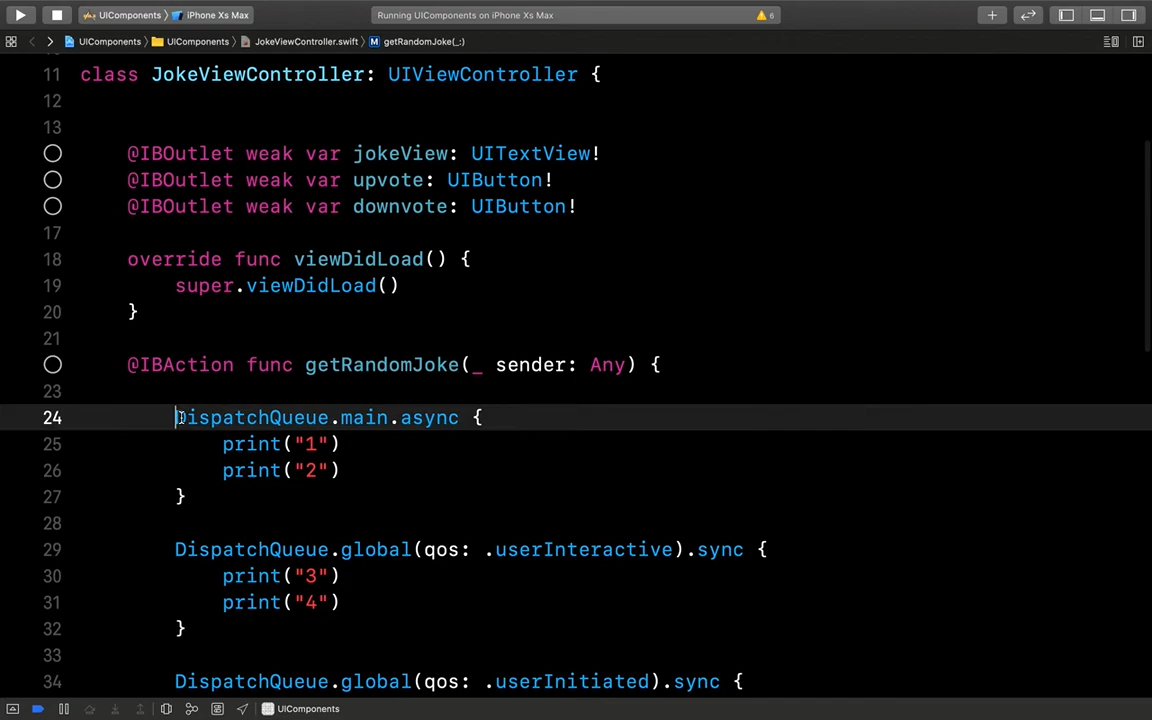 UIComponents iPhone Xs Max Running UIComponents on iPhone Xs Max 6
UIComponents UIComponents JokeViewController.swift M getRandomJoke(_:)
11 class JokeViewController: UIViewController {
12
13
@IBOutlet weak var jokeView: UITextView!
@IBOutlet weak var upvote: UIButton!
@IBOutlet weak var downvote: UIButton!
17
18 override func viewDidLoad() {
19 super.viewDidLoad()
20 }
21
@IBAction func getRandomJoke(_ sender: Any) {
23
24 DispatchQueue.main.async {
25 print("1")
26 print("2")
27 }
28
29 DispatchQueue.global(qos: .userInteractive).sync {
30 print("3")
31 print("4")
32 }
33
34 DispatchQueue.global(qos: .userInitiated).sync {
UIComponents